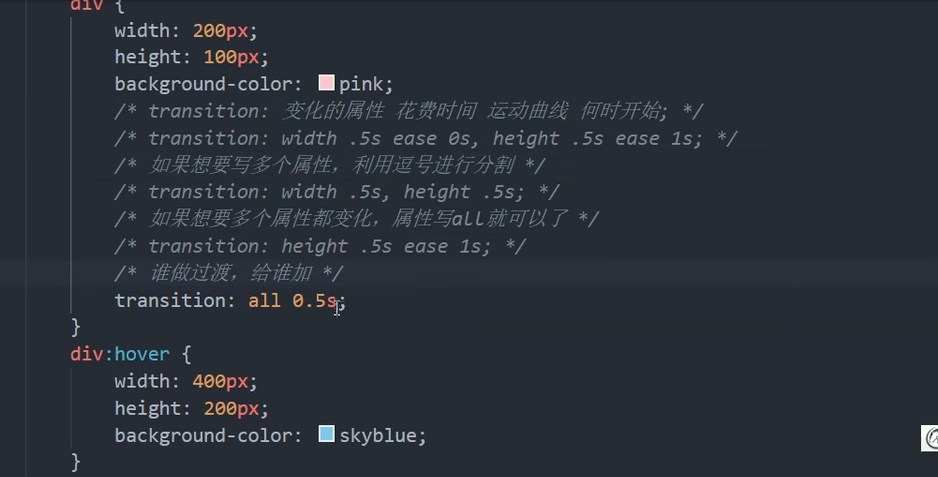 div {
width: 200px;
height: 100px;
background-color: pink;
/* transition: 变化的属性 花费时间 运动曲线 何时开始; */
/* transition: width .5s ease 0s, height .5s ease 1s; */
/* 如果想要写多个属性，利用逗号进行分割 */
/* transition: width .5s, height .5s; */
/* 如果想要多个属性都变化，属性写all就可以了 */
/* transition: height .5s ease 1s; */
/* 谁做过渡，给谁加 */
transition: all 0.5s;
}
div:hover {
width: 400px;
height: 200px;
background-color: skyblue;
}